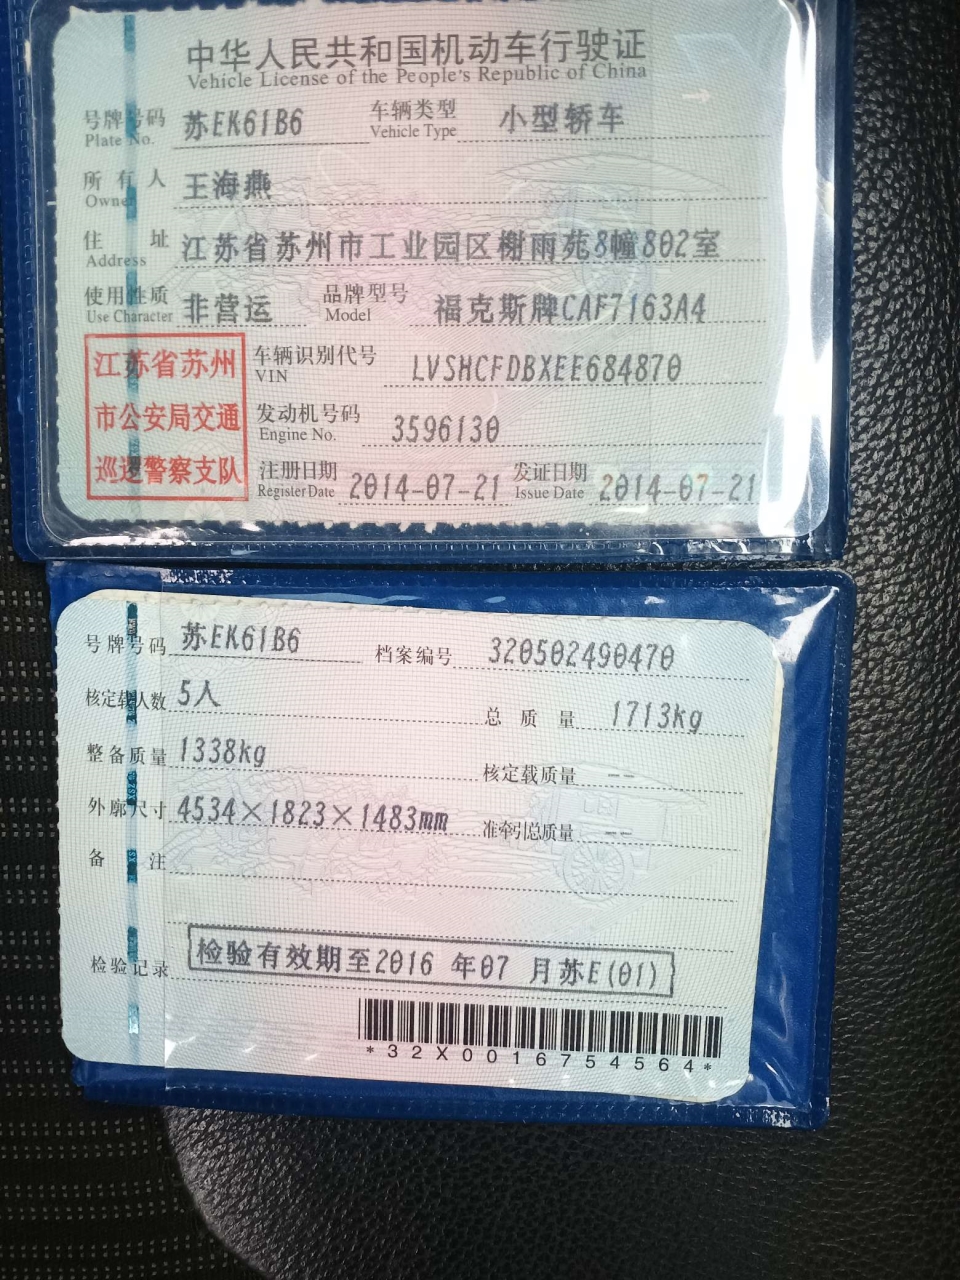 中华人民共和国机动车行驶证
Vehicle License of the People's Republic of China
号牌号码 苏EK61B6 车辆类型 小型轿车
Plate No. Vehicle Type
所有人 王海燕
Owner
住址 江苏省苏州市工业园区榭雨苑8幢802室
Address
使用性质 非营运 品牌型号 福克斯牌CAF7163A4
Use Character Model
江苏省苏州
市公安局交通
巡逻警察支队
车辆识别代号 LVSHCFDBXEE684870
VIN
发动机号码 3596130
Engine No.
注册日期 2014-07-21 发证日期 2014-07-21
Register Date Issue Date
号牌号码 苏EK61B6 档案编号 320502490470
核定载人数 5人 总质量 1713kg
整备质量 1338kg 核定载质量 --
外廓尺寸 4534×1823×1483mm 准牵引总质量 --
备注
检验记录 检验有效期至2016 年07 月苏E(01)
*32X0016754564*